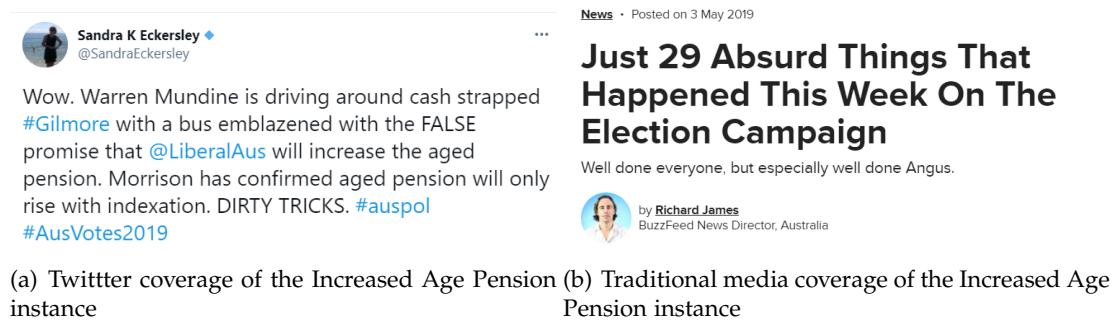 Sandra K Eckersley
@SandraEckersley
Wow. Warren Mundine is driving around cash strapped
#Gilmore with a bus emblazened with the FALSE
promise that @LiberalAus will increase the aged
pension. Morrison has confirmed aged pension will only
rise with indexation. DIRTY TRICKS. #auspol
#AusVotes2019
(a) Twittter coverage of the Increased Age Pension
instance
News • Posted on 3 May 2019
Just 29 Absurd Things That
Happened This Week On The
Election Campaign
Well done everyone, but especially well done Angus.
by Richard James
BuzzFeed News Director, Australia
(b) Traditional media coverage of the Increased Age
Pension instance